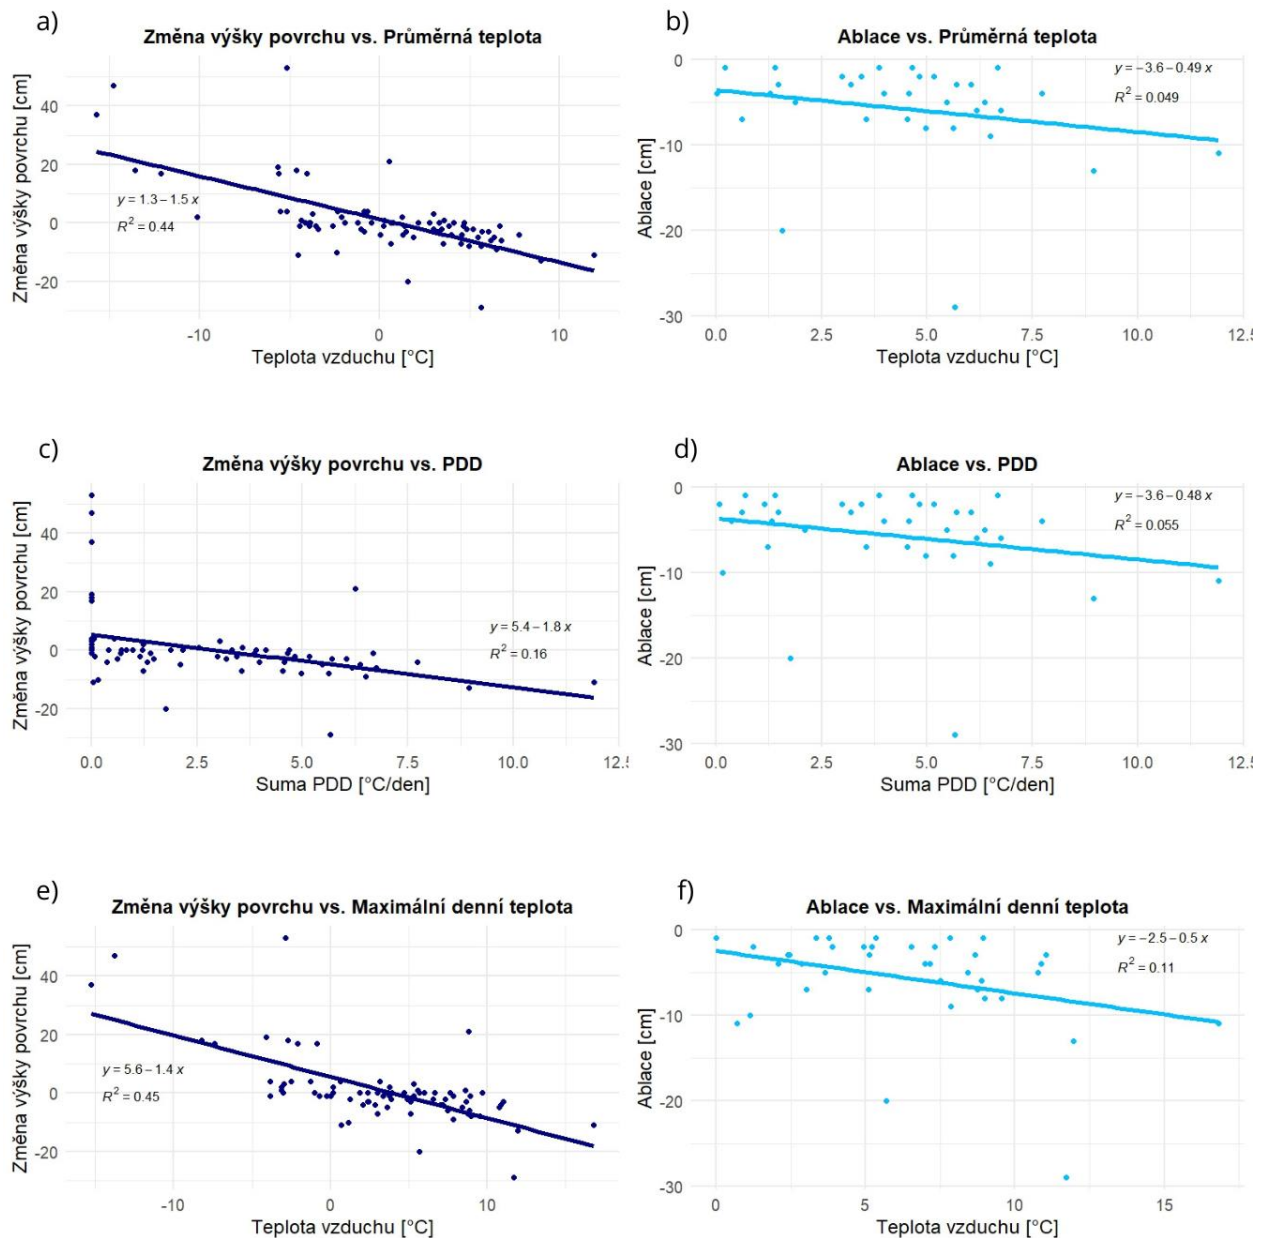 a)
Změna výšky povrchu vs. Průměrná teplota
Změna výšky povrchu [cm]
40
20
0
-20
y = 1.3 − 1.5 x
R² = 0.44
-10
0
10
Teplota vzduchu [°C]
b)
Ablace vs. Průměrná teplota
Ablace [cm]
0
-10
-20
-30
y = −3.6 − 0.49 x
R² = 0.049
0.0
2.5
5.0
7.5
10.0
Teplota vzduchu [°C]
c)
Změna výšky povrchu vs. PDD
Změna výšky povrchu [cm]
40
20
0
-20
y = 5.4 − 1.8 x
R² = 0.16
0.0
2.5
5.0
7.5
10.0
Suma PDD [°C/den]
d)
Ablace vs. PDD
Ablace [cm]
0
-10
-20
-30
y = −3.6 − 0.48 x
R² = 0.055
0.0
2.5
5.0
7.5
10.0
Suma PDD [°C/den]
e)
Změna výšky povrchu vs. Maximální denní teplota
Změna výšky povrchu [cm]
40
20
0
-20
y = 5.6 − 1.4 x
R² = 0.45
-10
0
10
Teplota vzduchu [°C]
f)
Ablace vs. Maximální denní teplota
Ablace [cm]
0
-10
-20
-30
y = −2.5 − 0.5 x
R² = 0.11
0
5
10
15
Teplota vzduchu [°C]